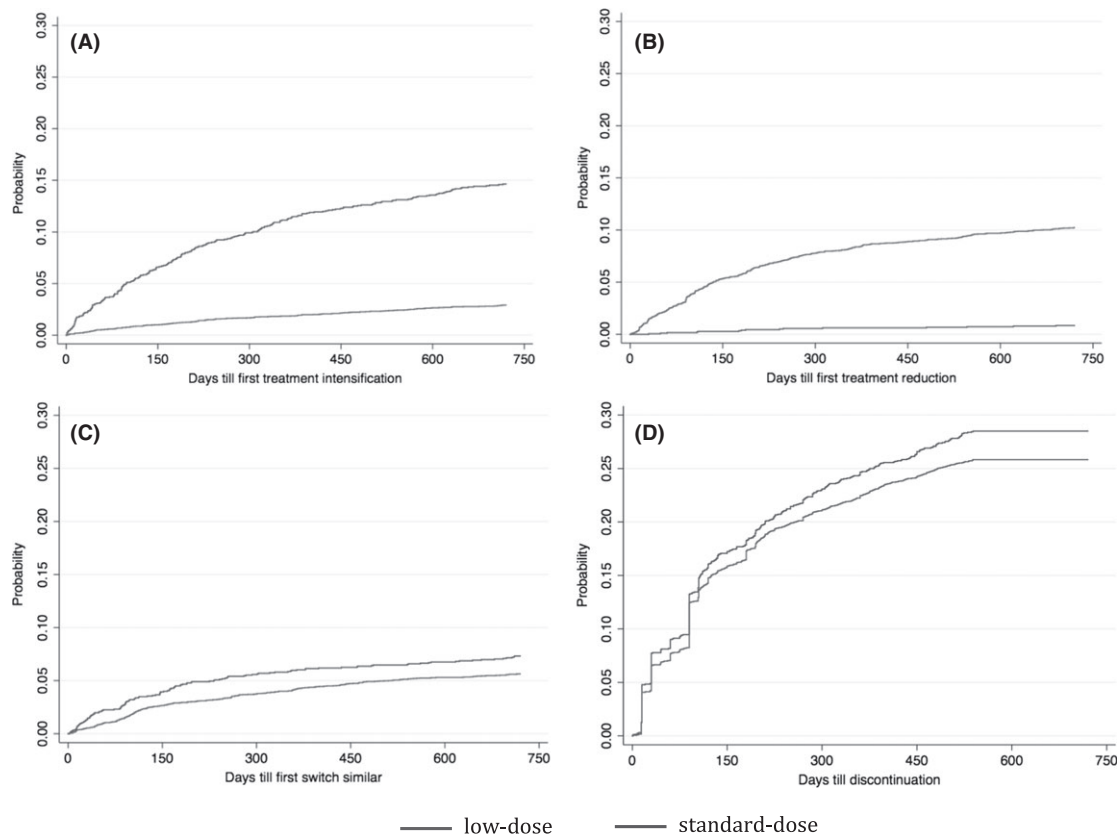 (A)
Probability
0.30
0.25
0.20
0.15
0.10
0.05
0.00
0 150 300 450 600 750
Days till first treatment intensification
(B)
Probability
0.30
0.25
0.20
0.15
0.10
0.05
0.00
0 150 300 450 600 750
Days till first treatment reduction
(C)
Probability
0.30
0.25
0.20
0.15
0.10
0.05
0.00
0 150 300 450 600 750
Days till first switch similar
(D)
Probability
0.30
0.25
0.20
0.15
0.10
0.05
0.00
0 150 300 450 600 750
Days till discontinuation
low-dose standard-dose